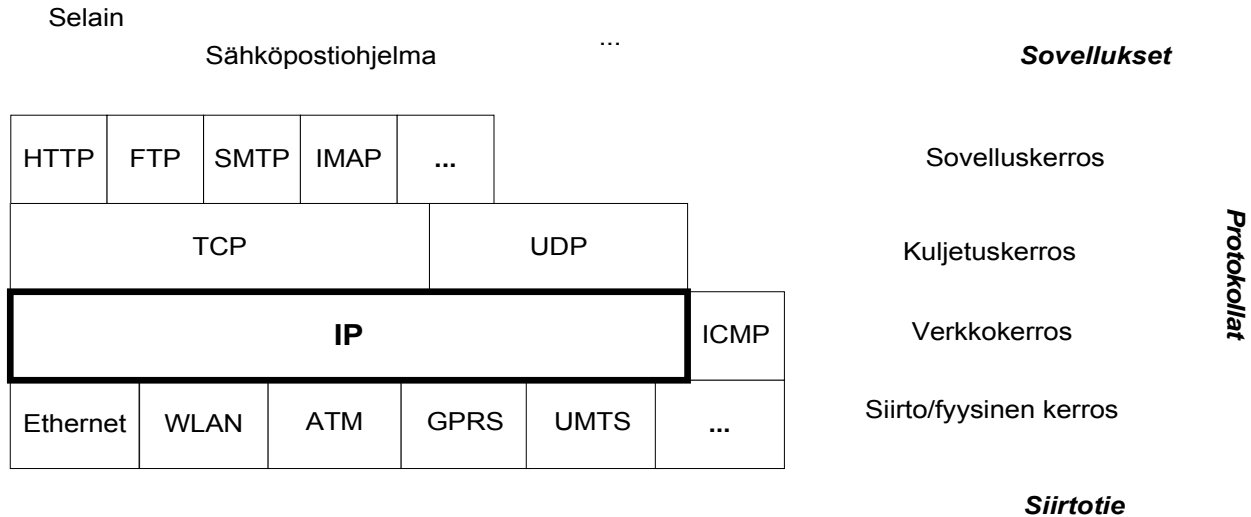 Selain
Sähköpostiohjelma ... Sovellukset
HTTP FTP SMTP IMAP ... Sovelluskerros
TCP UDP Kuljetuskerros
IP ICMP Verkkokerros
Ethernet WLAN ATM GPRS UMTS ... Siirto/fyysinen kerros
Protokollat
Siirtotie